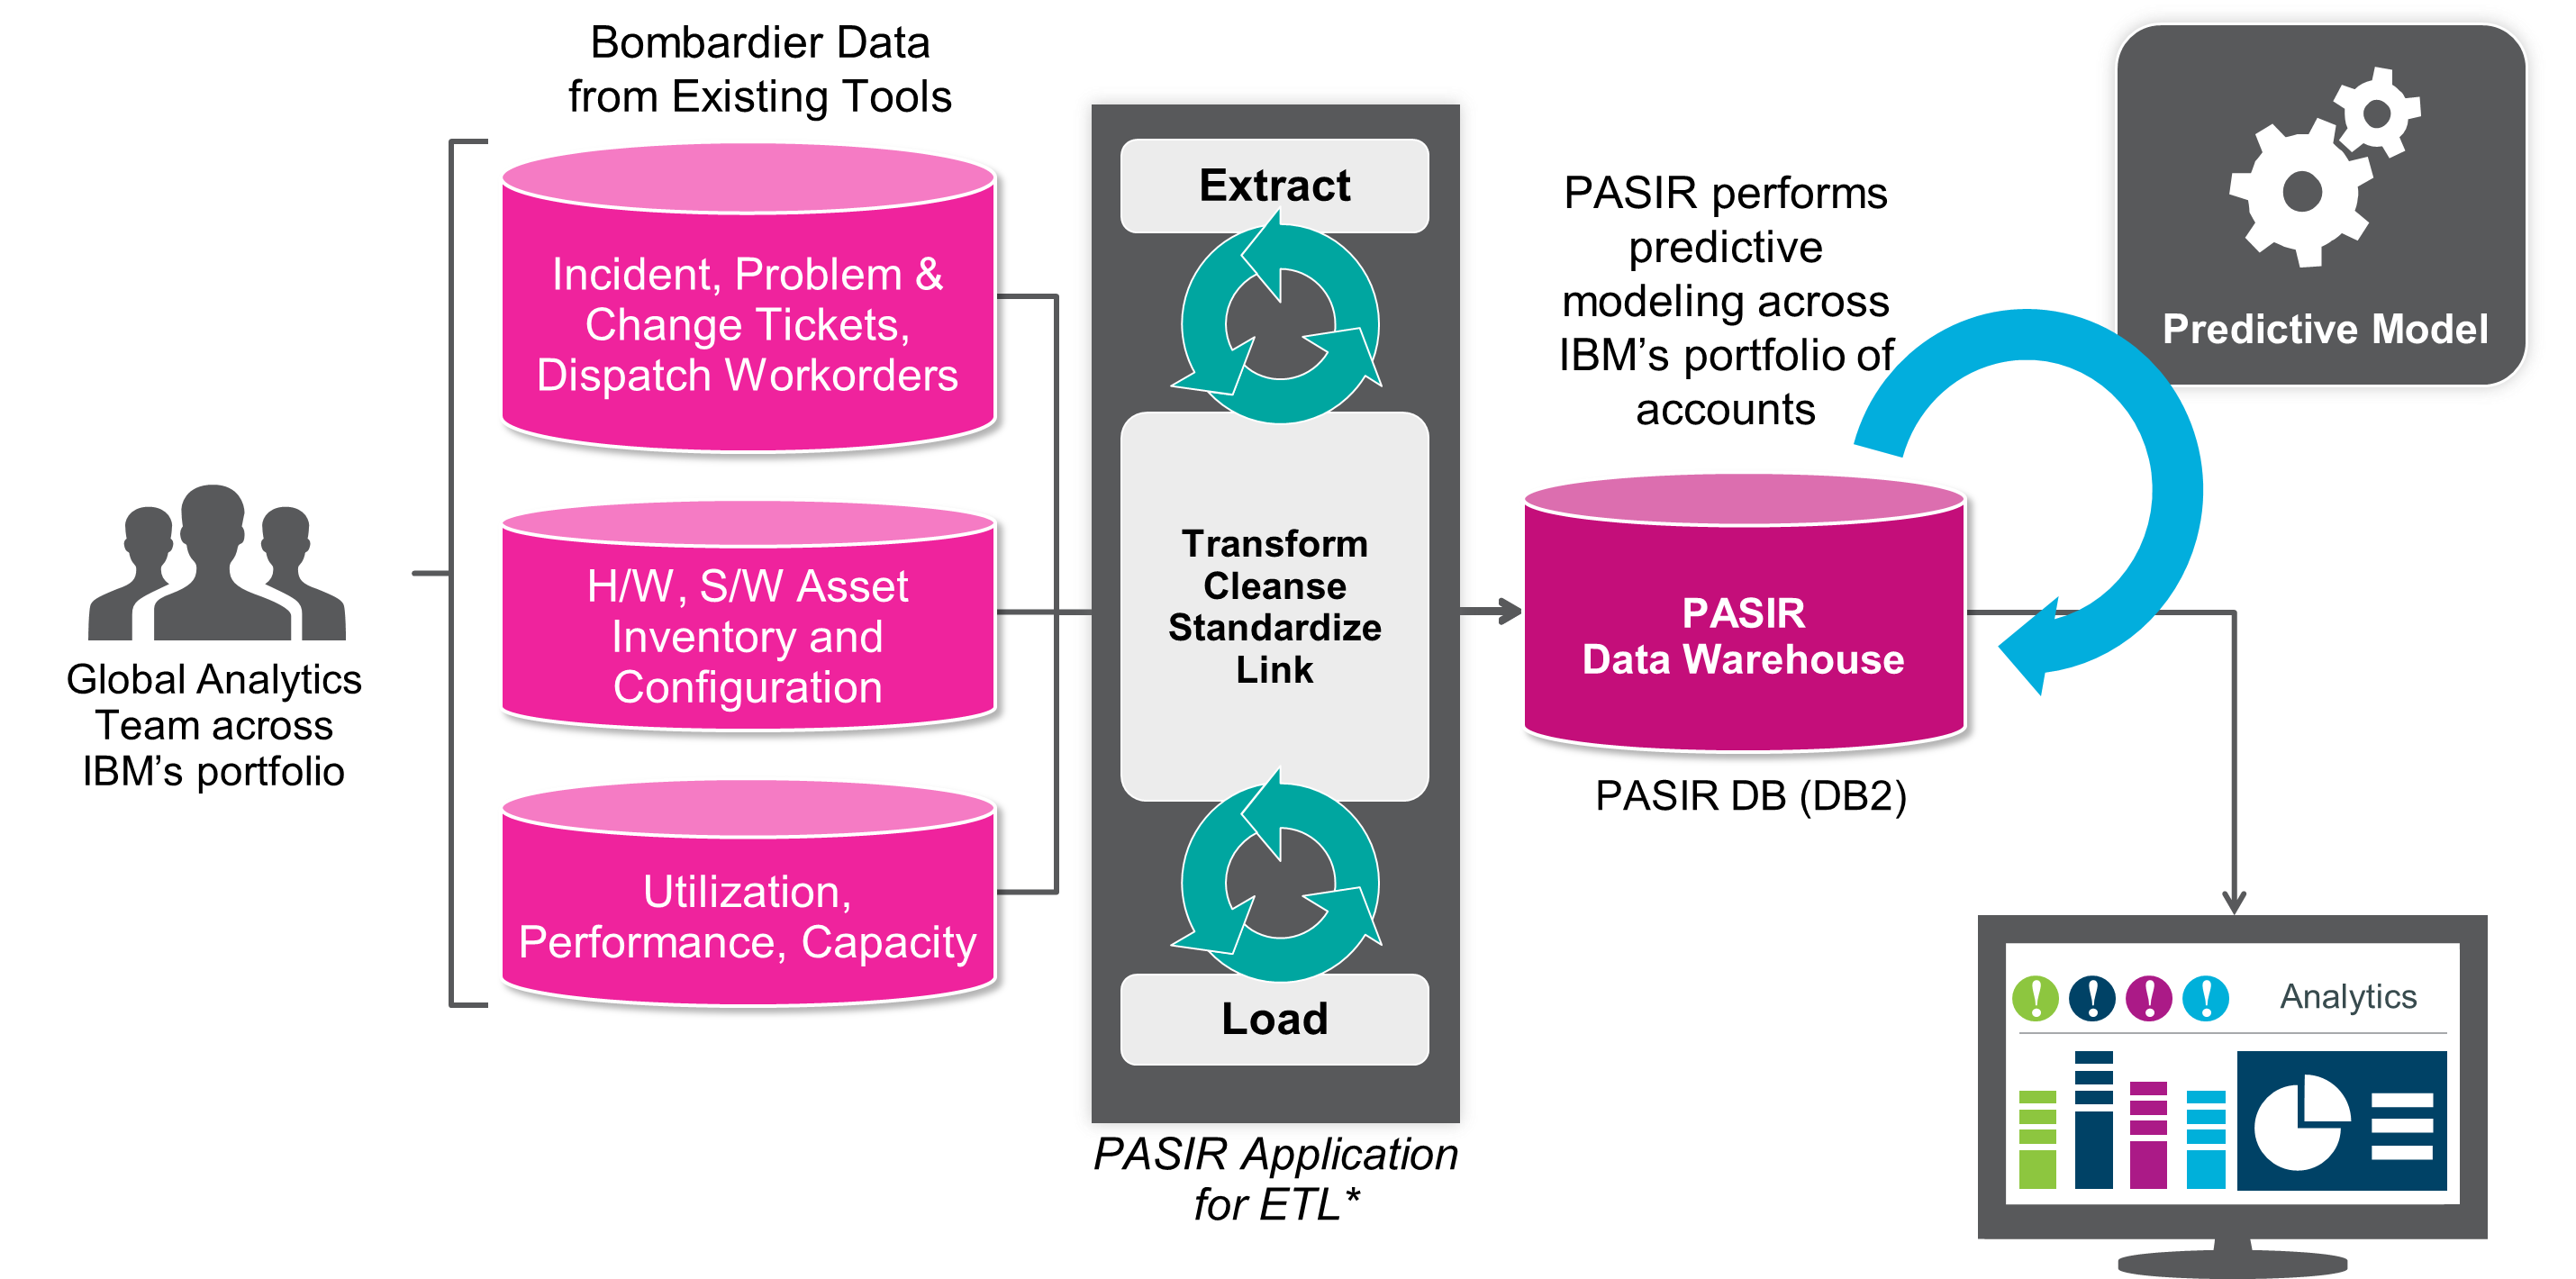 Bombardier Data
from Existing Tools
Global Analytics
Team across
IBM’s portfolio
Incident, Problem &
Change Tickets,
Dispatch Workorders
H/W, S/W Asset
Inventory and
Configuration
Utilization,
Performance, Capacity
Extract
Transform
Cleanse
Standardize
Link
Load
PASIR Application
for ETL*
PASIR performs
predictive
modeling across
IBM’s portfolio of
accounts
PASIR
Data Warehouse
PASIR DB (DB2)
Predictive Model
! ! ! ! Analytics